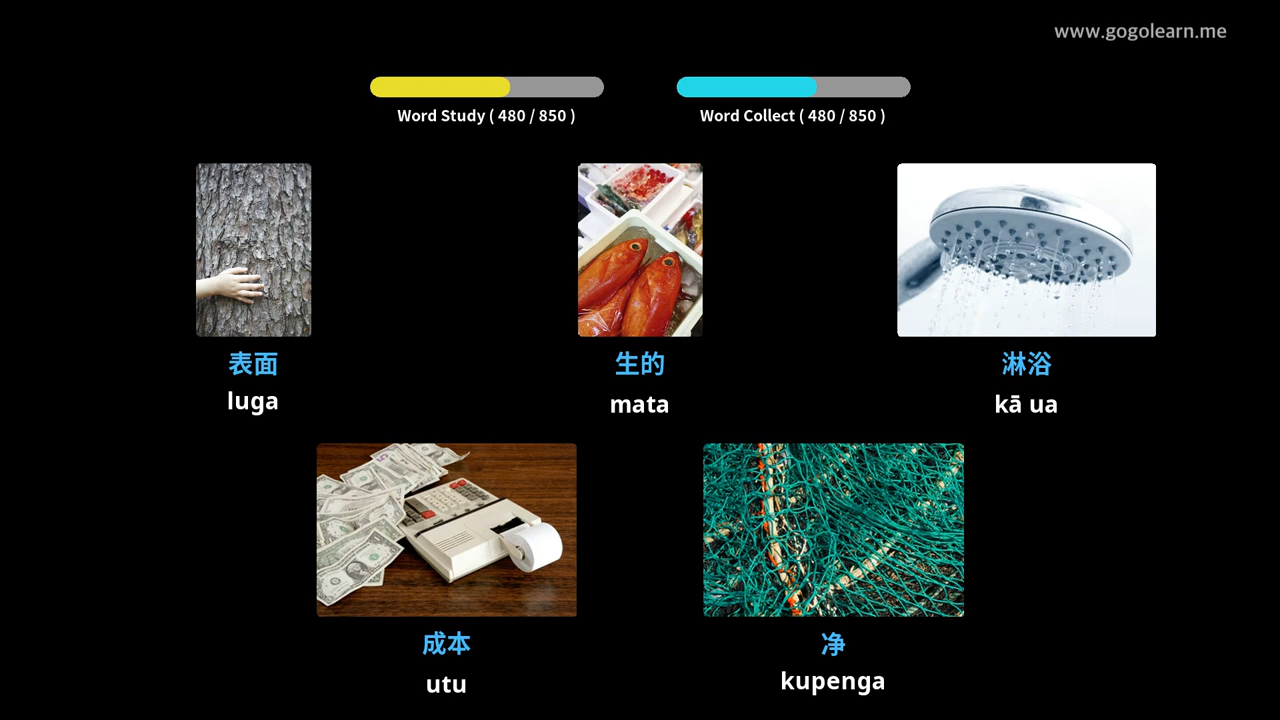 www.gogolearn.me
Word Study ( 480 / 850 )
Word Collect ( 480 / 850 )
表面
luga
生的
mata
淋浴
kā ua
成本
utu
净
kupenga